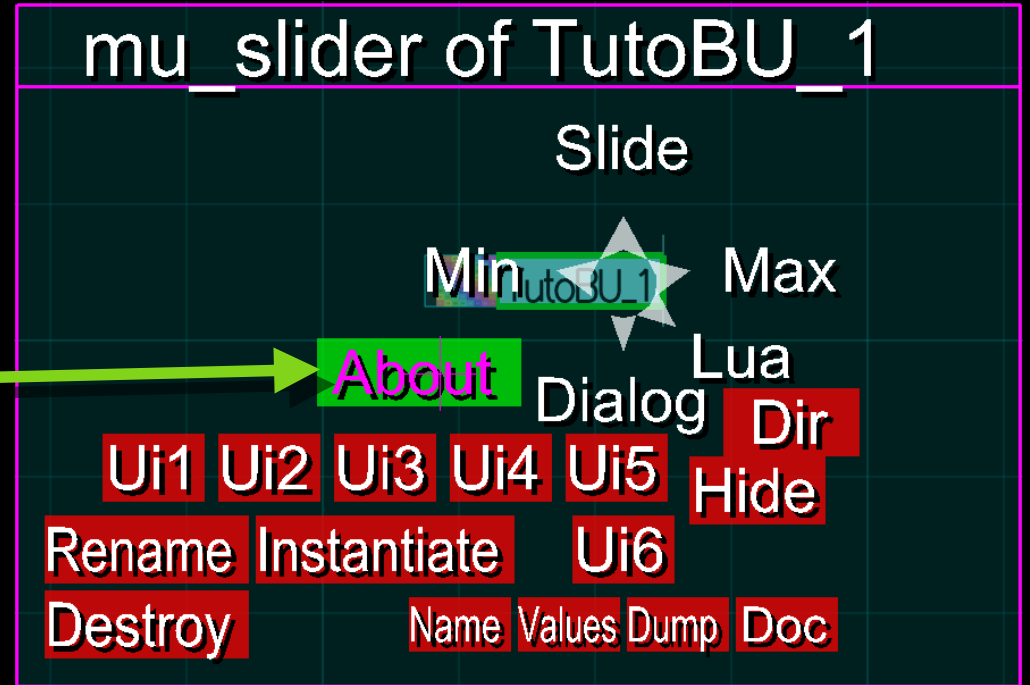 mu_slider of TutoBU_1
Slide
Min TutoBU_1 Max
About Lua
Dialog Dir
Ui1 Ui2 Ui3 Ui4 Ui5 Hide
Rename Instantiate Ui6
Destroy Name Values Dump Doc